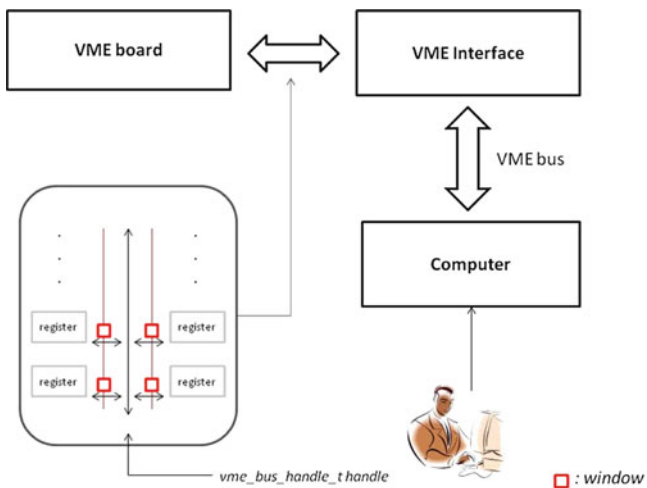 VME board
VME Interface
VME bus
Computer
register
register
register
register
vme_bus_handle_t handle
: window